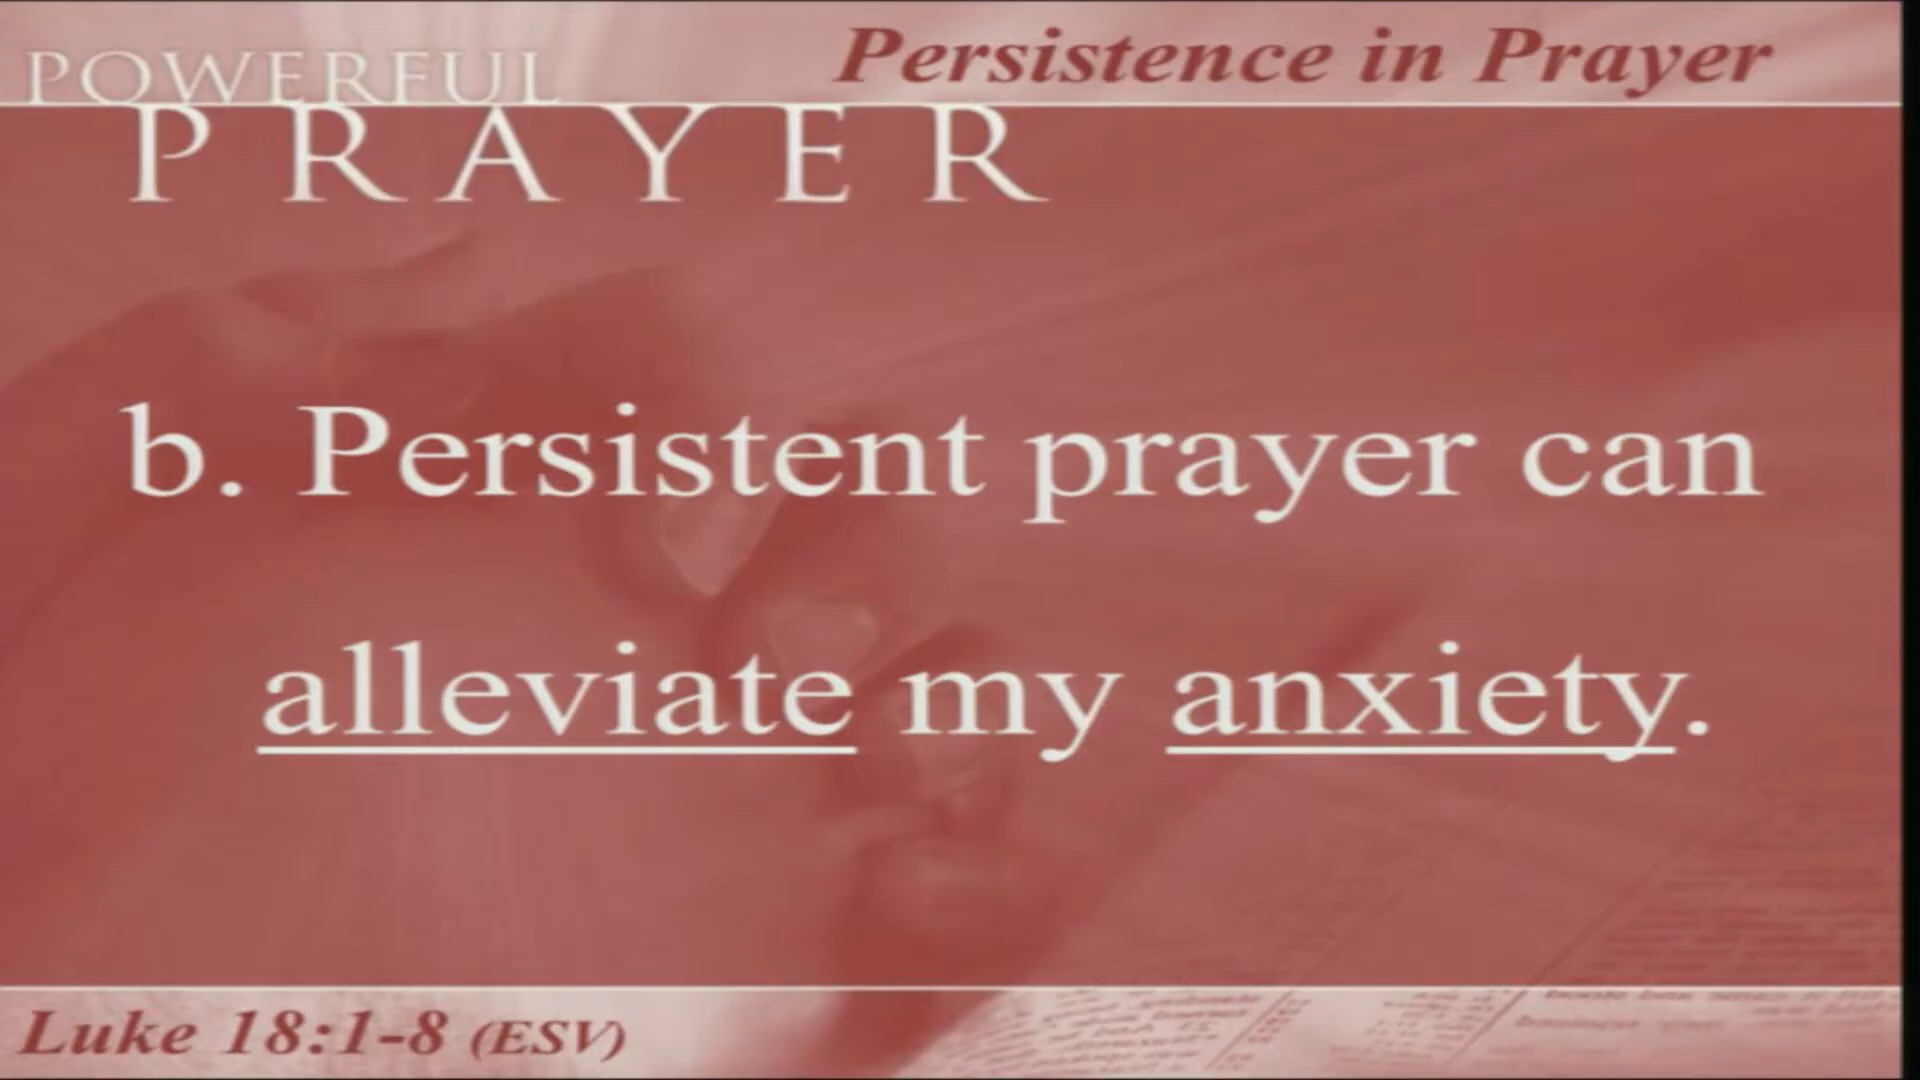 POWERFUL
PRAYER
Persistence in Prayer
b. Persistent prayer can
alleviate my anxiety.
Luke 18:1-8 (ESV)